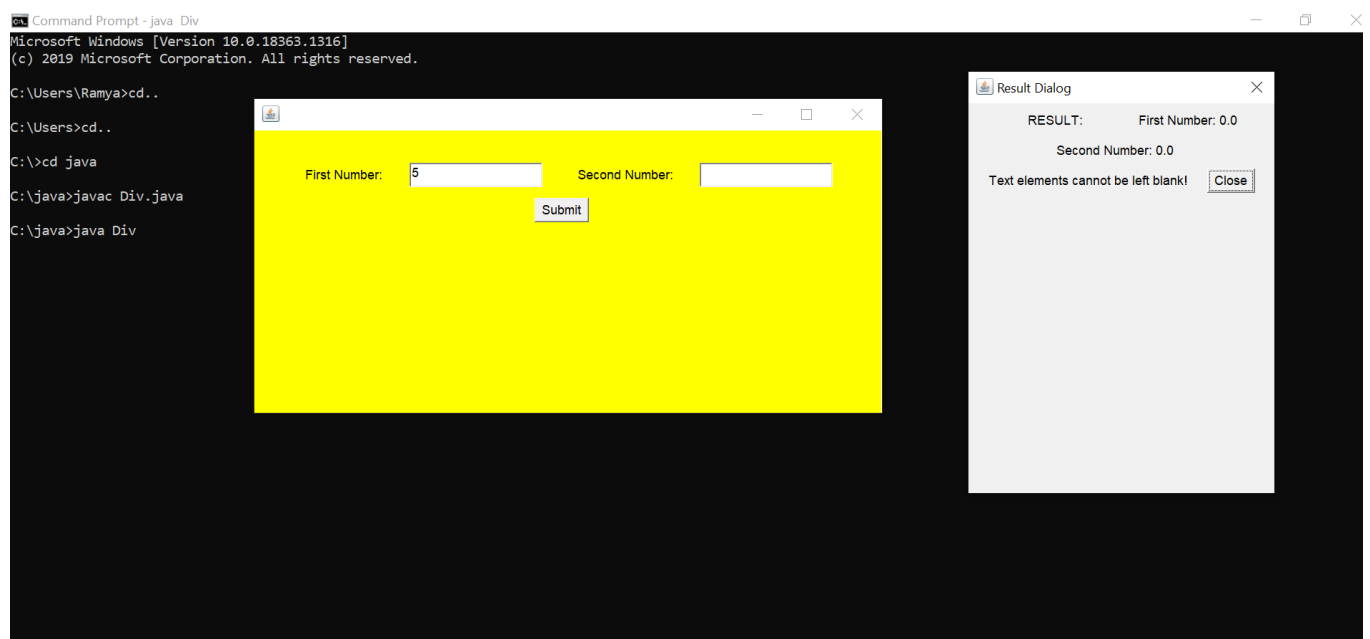 Command Prompt - java  Div
Microsoft Windows [Version 10.0.18363.1316]
(c) 2019 Microsoft Corporation. All rights reserved.
C:\Users\Ramya>cd..
C:\Users>cd..
C:\>cd java
C:\java>javac Div.java
C:\java>java Div
First Number: 5 Second Number:
Submit
Result Dialog
RESULT: First Number: 0.0
Second Number: 0.0
Text elements cannot be left blank! Close